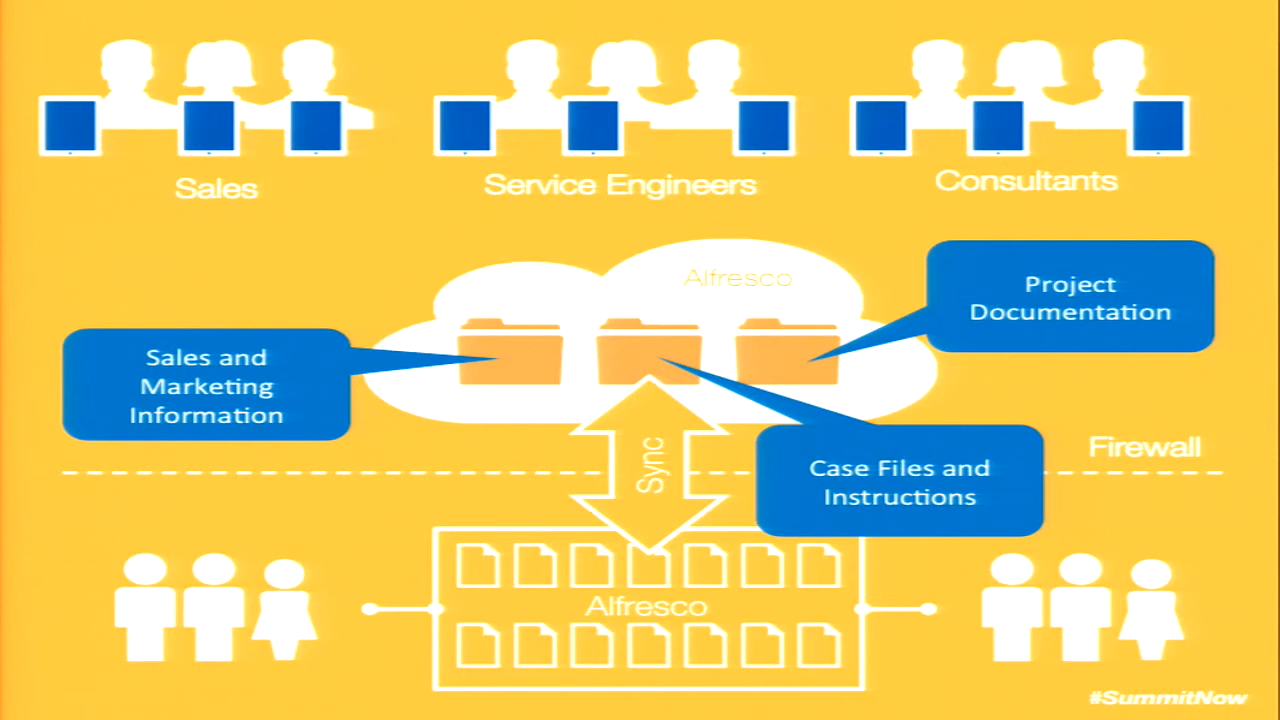 Sales
Service Engineers
Consultants
Alfresco
Project
Documentation
Sales and
Marketing
Information
Firewall
Sync
Case Files and
Instructions
Alfresco
#SummitNow